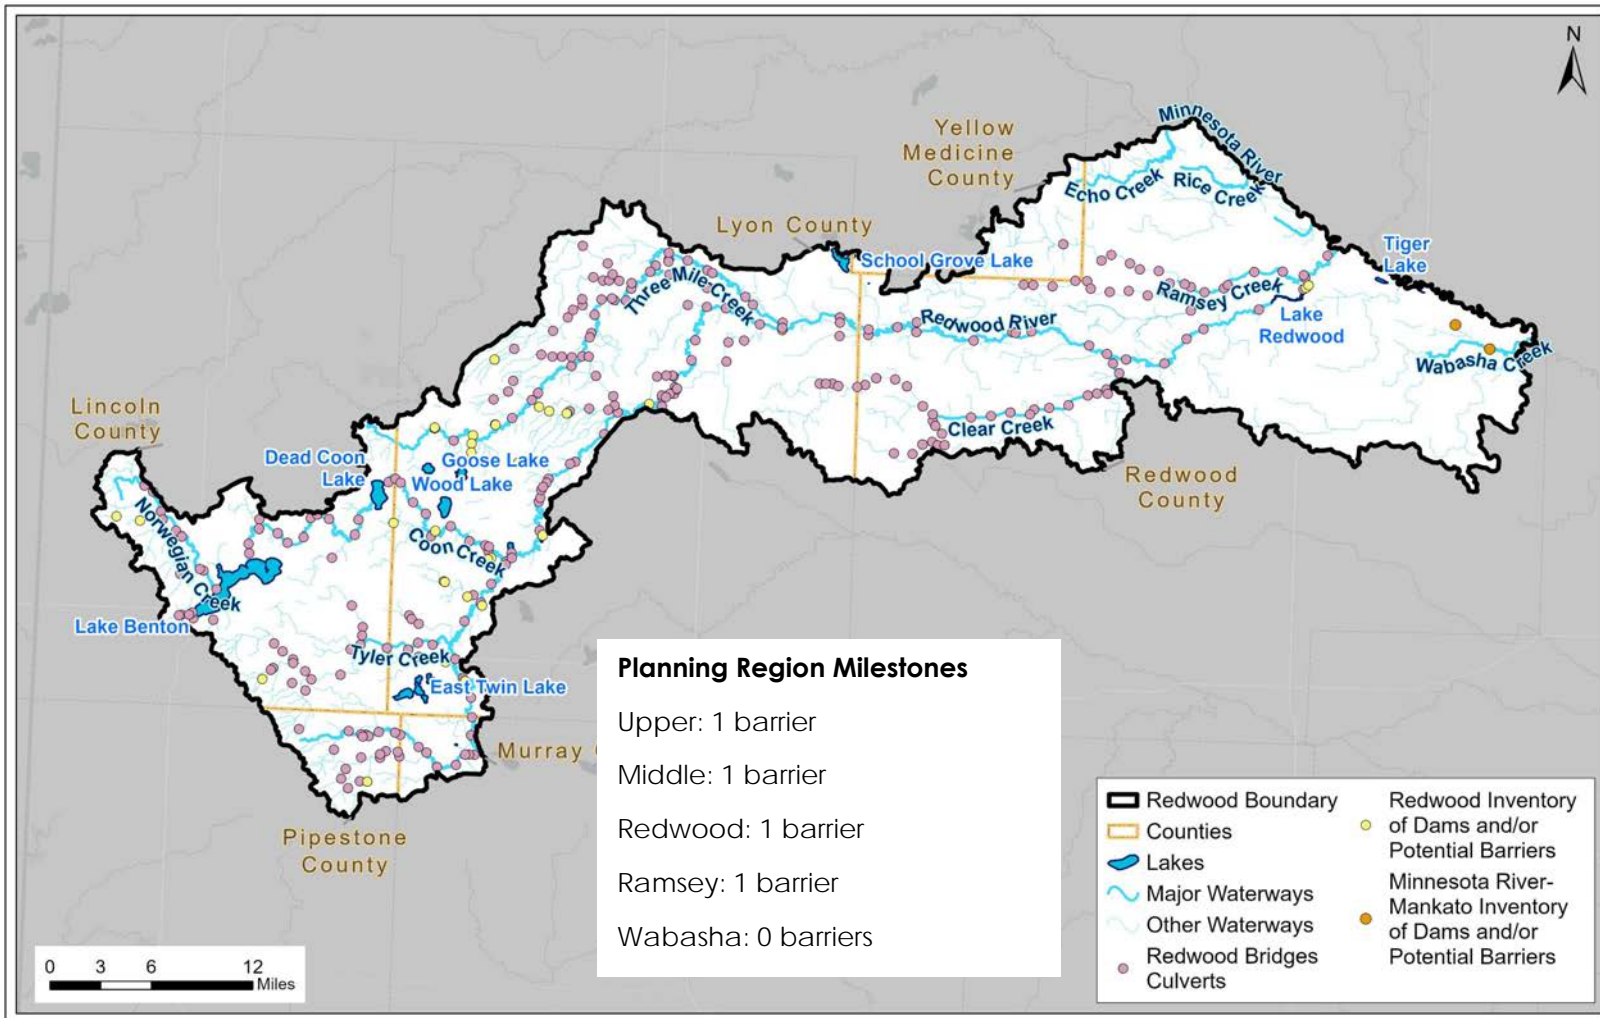 N
Minnesota River
Yellow
Medicine
County
Echo Creek
Rice Creek
Lyon County
School Grove Lake
Tiger
Lake
Three Mile Creek
Ramsey Creek
Redwood River
Lake
Redwood
Wabasha Creek
Lincoln
County
Clear Creek
Dead Coon
Lake
Goose Lake
Wood Lake
Redwood
County
Norwegian Creek
Coon Creek
Lake Benton
Tyler Creek
East Twin Lake
Murray
Pipestone
County
Planning Region Milestones
Upper: 1 barrier
Middle: 1 barrier
Redwood: 1 barrier
Ramsey: 1 barrier
Wabasha: 0 barriers
Redwood Boundary
Counties
Lakes
Major Waterways
Other Waterways
Redwood Bridges
Culverts
Redwood Inventory
of Dams and/or
Potential Barriers
Minnesota River-
Mankato Inventory
of Dams and/or
Potential Barriers
0 3 6 12
Miles